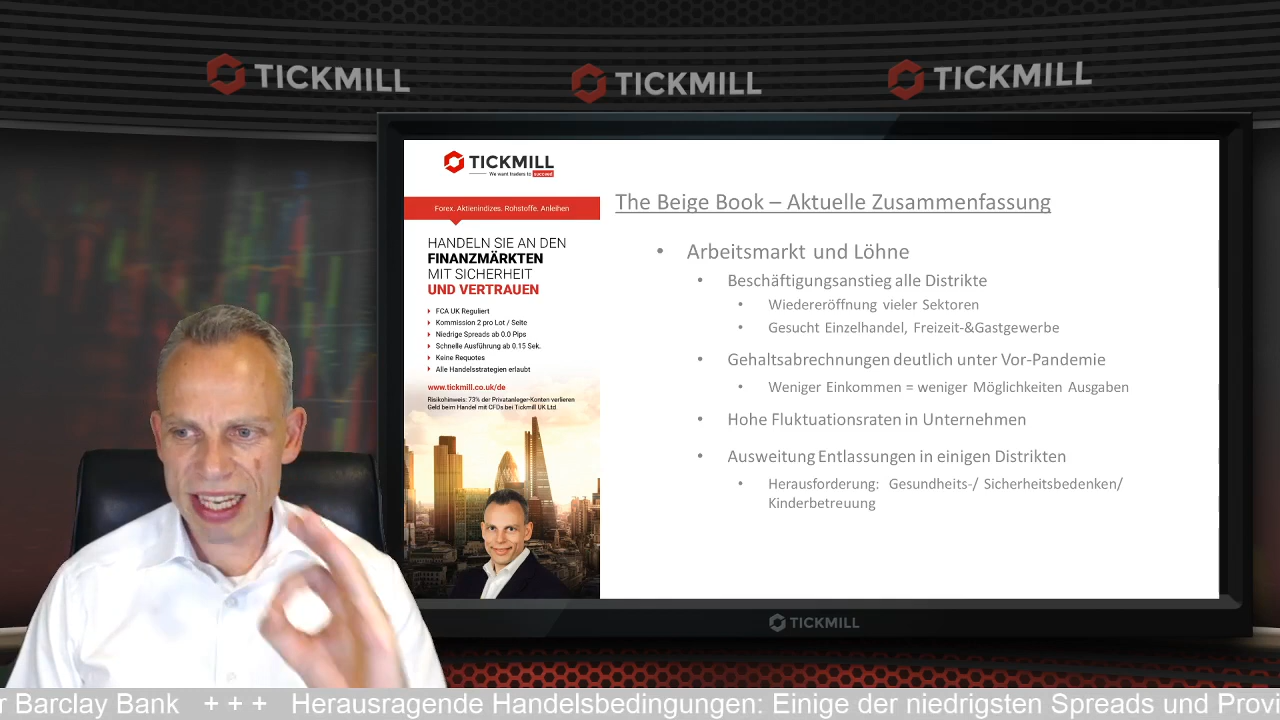 TICKMILL
TICKMILL
TICKMILL
TICKMILL
We want traders to succeed
Forex. Aktienindizes. Rohstoffe. Anleihen
HANDELN SIE AN DEN
FINANZMÄRKTEN
MIT SICHERHEIT
UND VERTRAUEN
FCA UK Reguliert
Kommission 2 pro Lot / Seite
Niedrige Spreads ab 0.0 Pips
Schnelle Ausführung ab 0.15 Sek.
Keine Requotes
Alle Handelsstrategien erlaubt
www.tickmill.co.uk/de
Risikohinweis: 73% der Privatanleger-Konten verlieren
Geld beim Handel mit CFDs bei Tickmill UK Ltd.
The Beige Book – Aktuelle Zusammenfassung
• Arbeitsmarkt und Löhne
• Beschäftigungsanstieg alle Distrikte
• Wiedereröffnung vieler Sektoren
• Gesucht Einzelhandel, Freizeit-&Gastgewerbe
• Gehaltsabrechnungen deutlich unter Vor-Pandemie
• Weniger Einkommen = weniger Möglichkeiten Ausgaben
• Hohe Fluktuationsraten in Unternehmen
• Ausweitung Entlassungen in einigen Distrikten
• Herausforderung: Gesundheits-/ Sicherheitsbedenken/
Kinderbetreuung
TICKMILL
r Barclay Bank + + + Herausragende Handelsbedingungen: Einige der niedrigsten Spreads und Provi